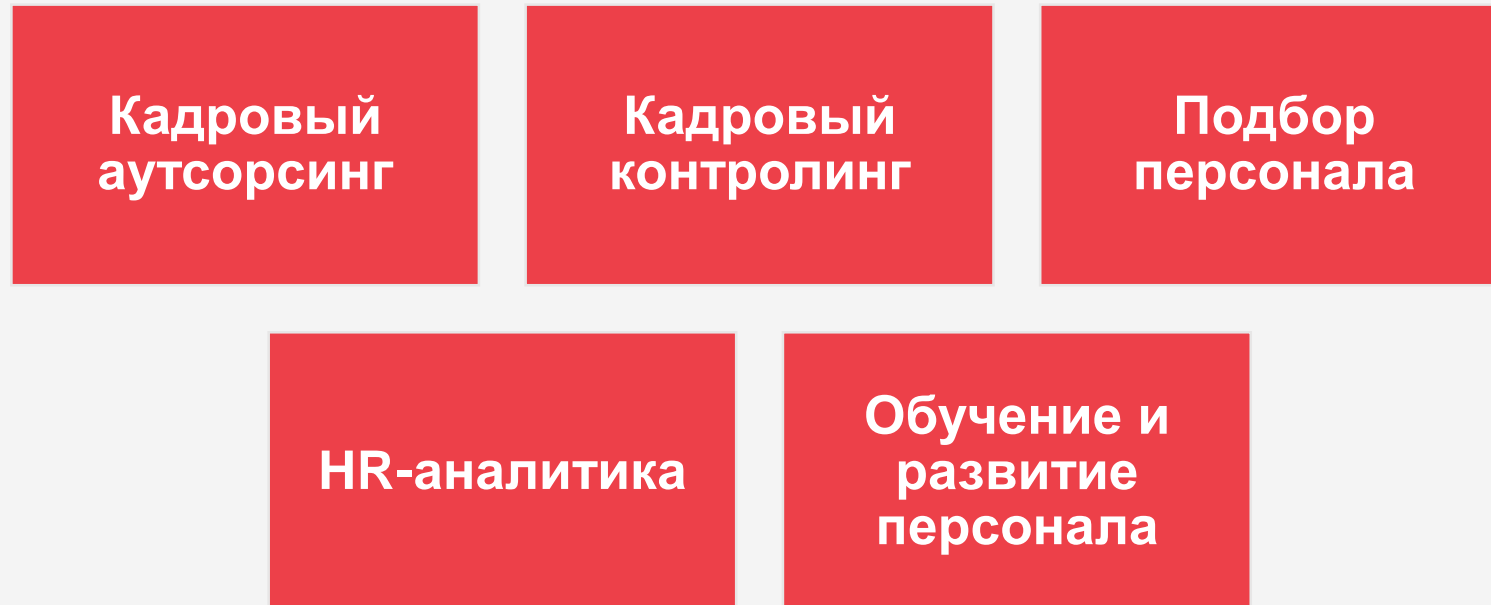 Кадровый
аутсорсинг
Кадровый
контролинг
Подбор
персонала
HR-аналитика
Обучение и
развитие
персонала